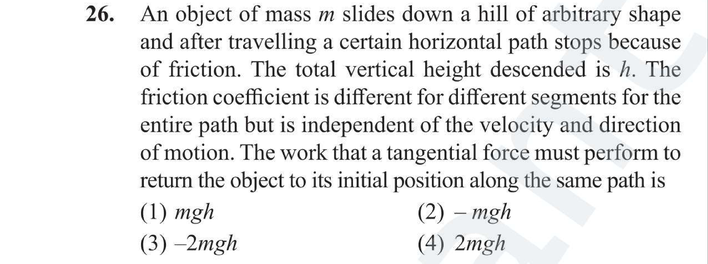 26. An object of mass m slides down a hill of arbitrary shape
and after travelling a certain horizontal path stops because
of friction. The total vertical height descended is h. The
friction coefficient is different for different segments for the
entire path but is independent of the velocity and direction
of motion. The work that a tangential force must perform to
return the object to its initial position along the same path is
(1) mgh (2) – mgh
(3) –2mgh (4) 2mgh